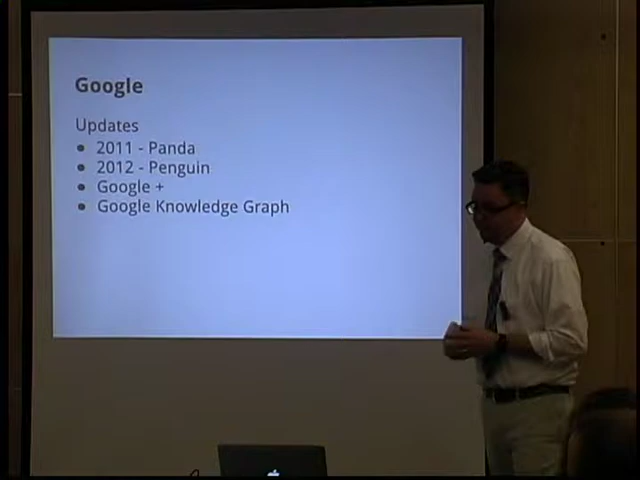 Google
Updates
● 2011 - Panda
● 2012 - Penguin
● Google +
● Google Knowledge Graph